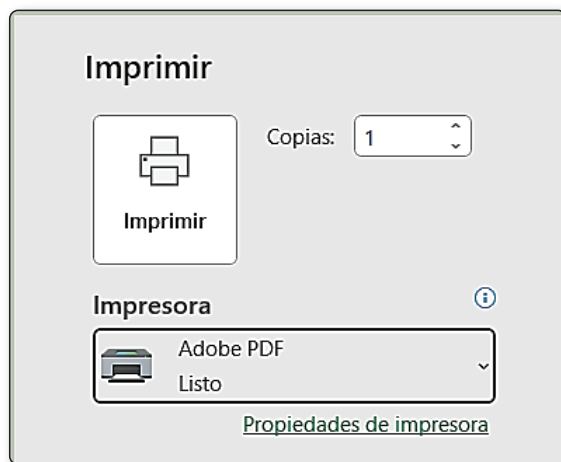 Imprimir
Copias: 1
Imprimir
Impresora
Adobe PDF
Listo
Propiedades de impresora